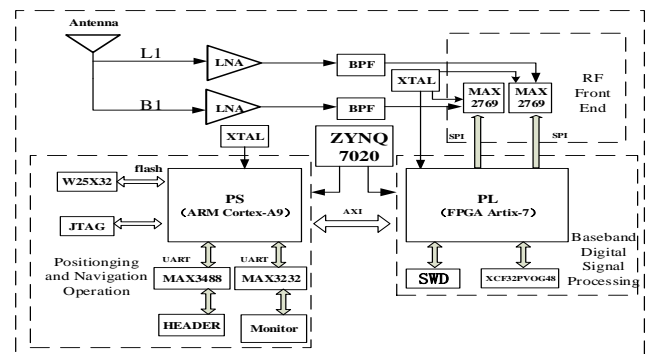 Antenna
L1
LNA
BPF
XTAL
MAX
2769
MAX
2769
RF
Front
End
B1
LNA
BPF
XTAL
ZYNQ
7020
SPI
SPI
flash
W25X32
PS
(ARM Cortex-A9)
PL
(FPGA Artix-7)
JTAG
AXI
Positionging
and Navigation
Operation
UART
UART
MAX3488
MAX3232
SWD
XCF32PVOG48
Baseband
Digital
Signal
Processing
HEADER
Monitor